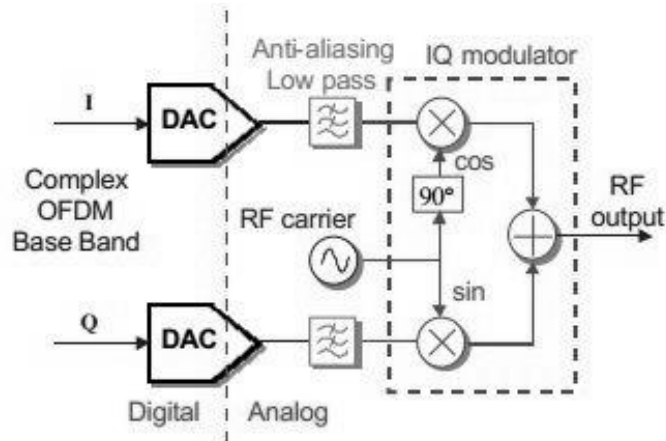 Anti-aliasing
Low pass
IQ modulator
I
DAC
cos
90°
Complex
OFDM
Base Band
RF carrier
RF
output
sin
Q
DAC
Digital
Analog